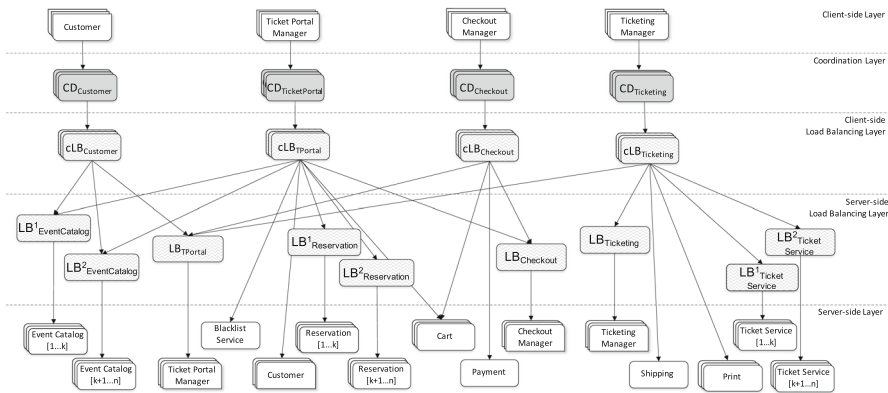 Client-side Layer
Customer
Ticket Portal
Manager
Checkout
Manager
Ticketing
Manager
Coordination Layer
CDCustomer
CDTicketPortal
CDCheckout
CDTicketing
Client-side
Load Balancing Layer
cLBCustomer
cLBTPortal
cLBCheckout
cLBTicketing
Server-side
Load Balancing Layer
LB1EventCatalog
LB2EventCatalog
LBTPortal
LB1Reservation
LB2Reservation
LBCheckout
LBTicketing
LB2Ticket
Service
LB1Ticket
Service
Server-side Layer
Event Catalog
[1...k]
Event Catalog
[k+1...n]
Ticket Portal
Manager
Blacklist
Service
Customer
Reservation
[1...k]
Reservation
[k+1...n]
Cart
Payment
Checkout
Manager
Ticketing
Manager
Shipping
Print
Ticket Service
[1...k]
Ticket Service
[k+1...n]